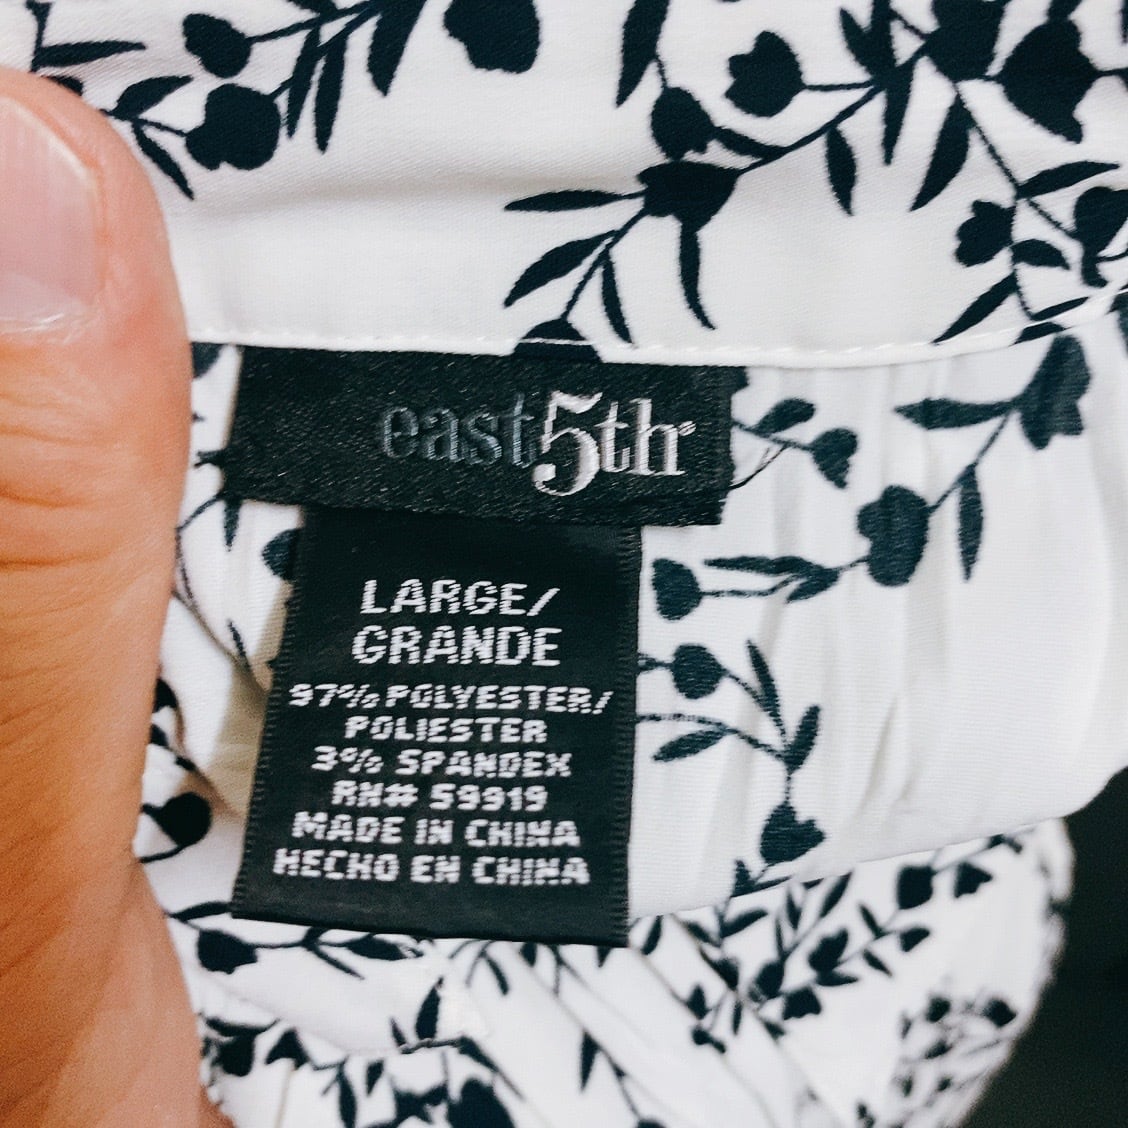 east5th®
LARGE/
GRANDE
97% POLYESTER/
POLIESTER
3% SPANDEX
RN# 59919
MADE IN CHINA
HECHO EN CHINA